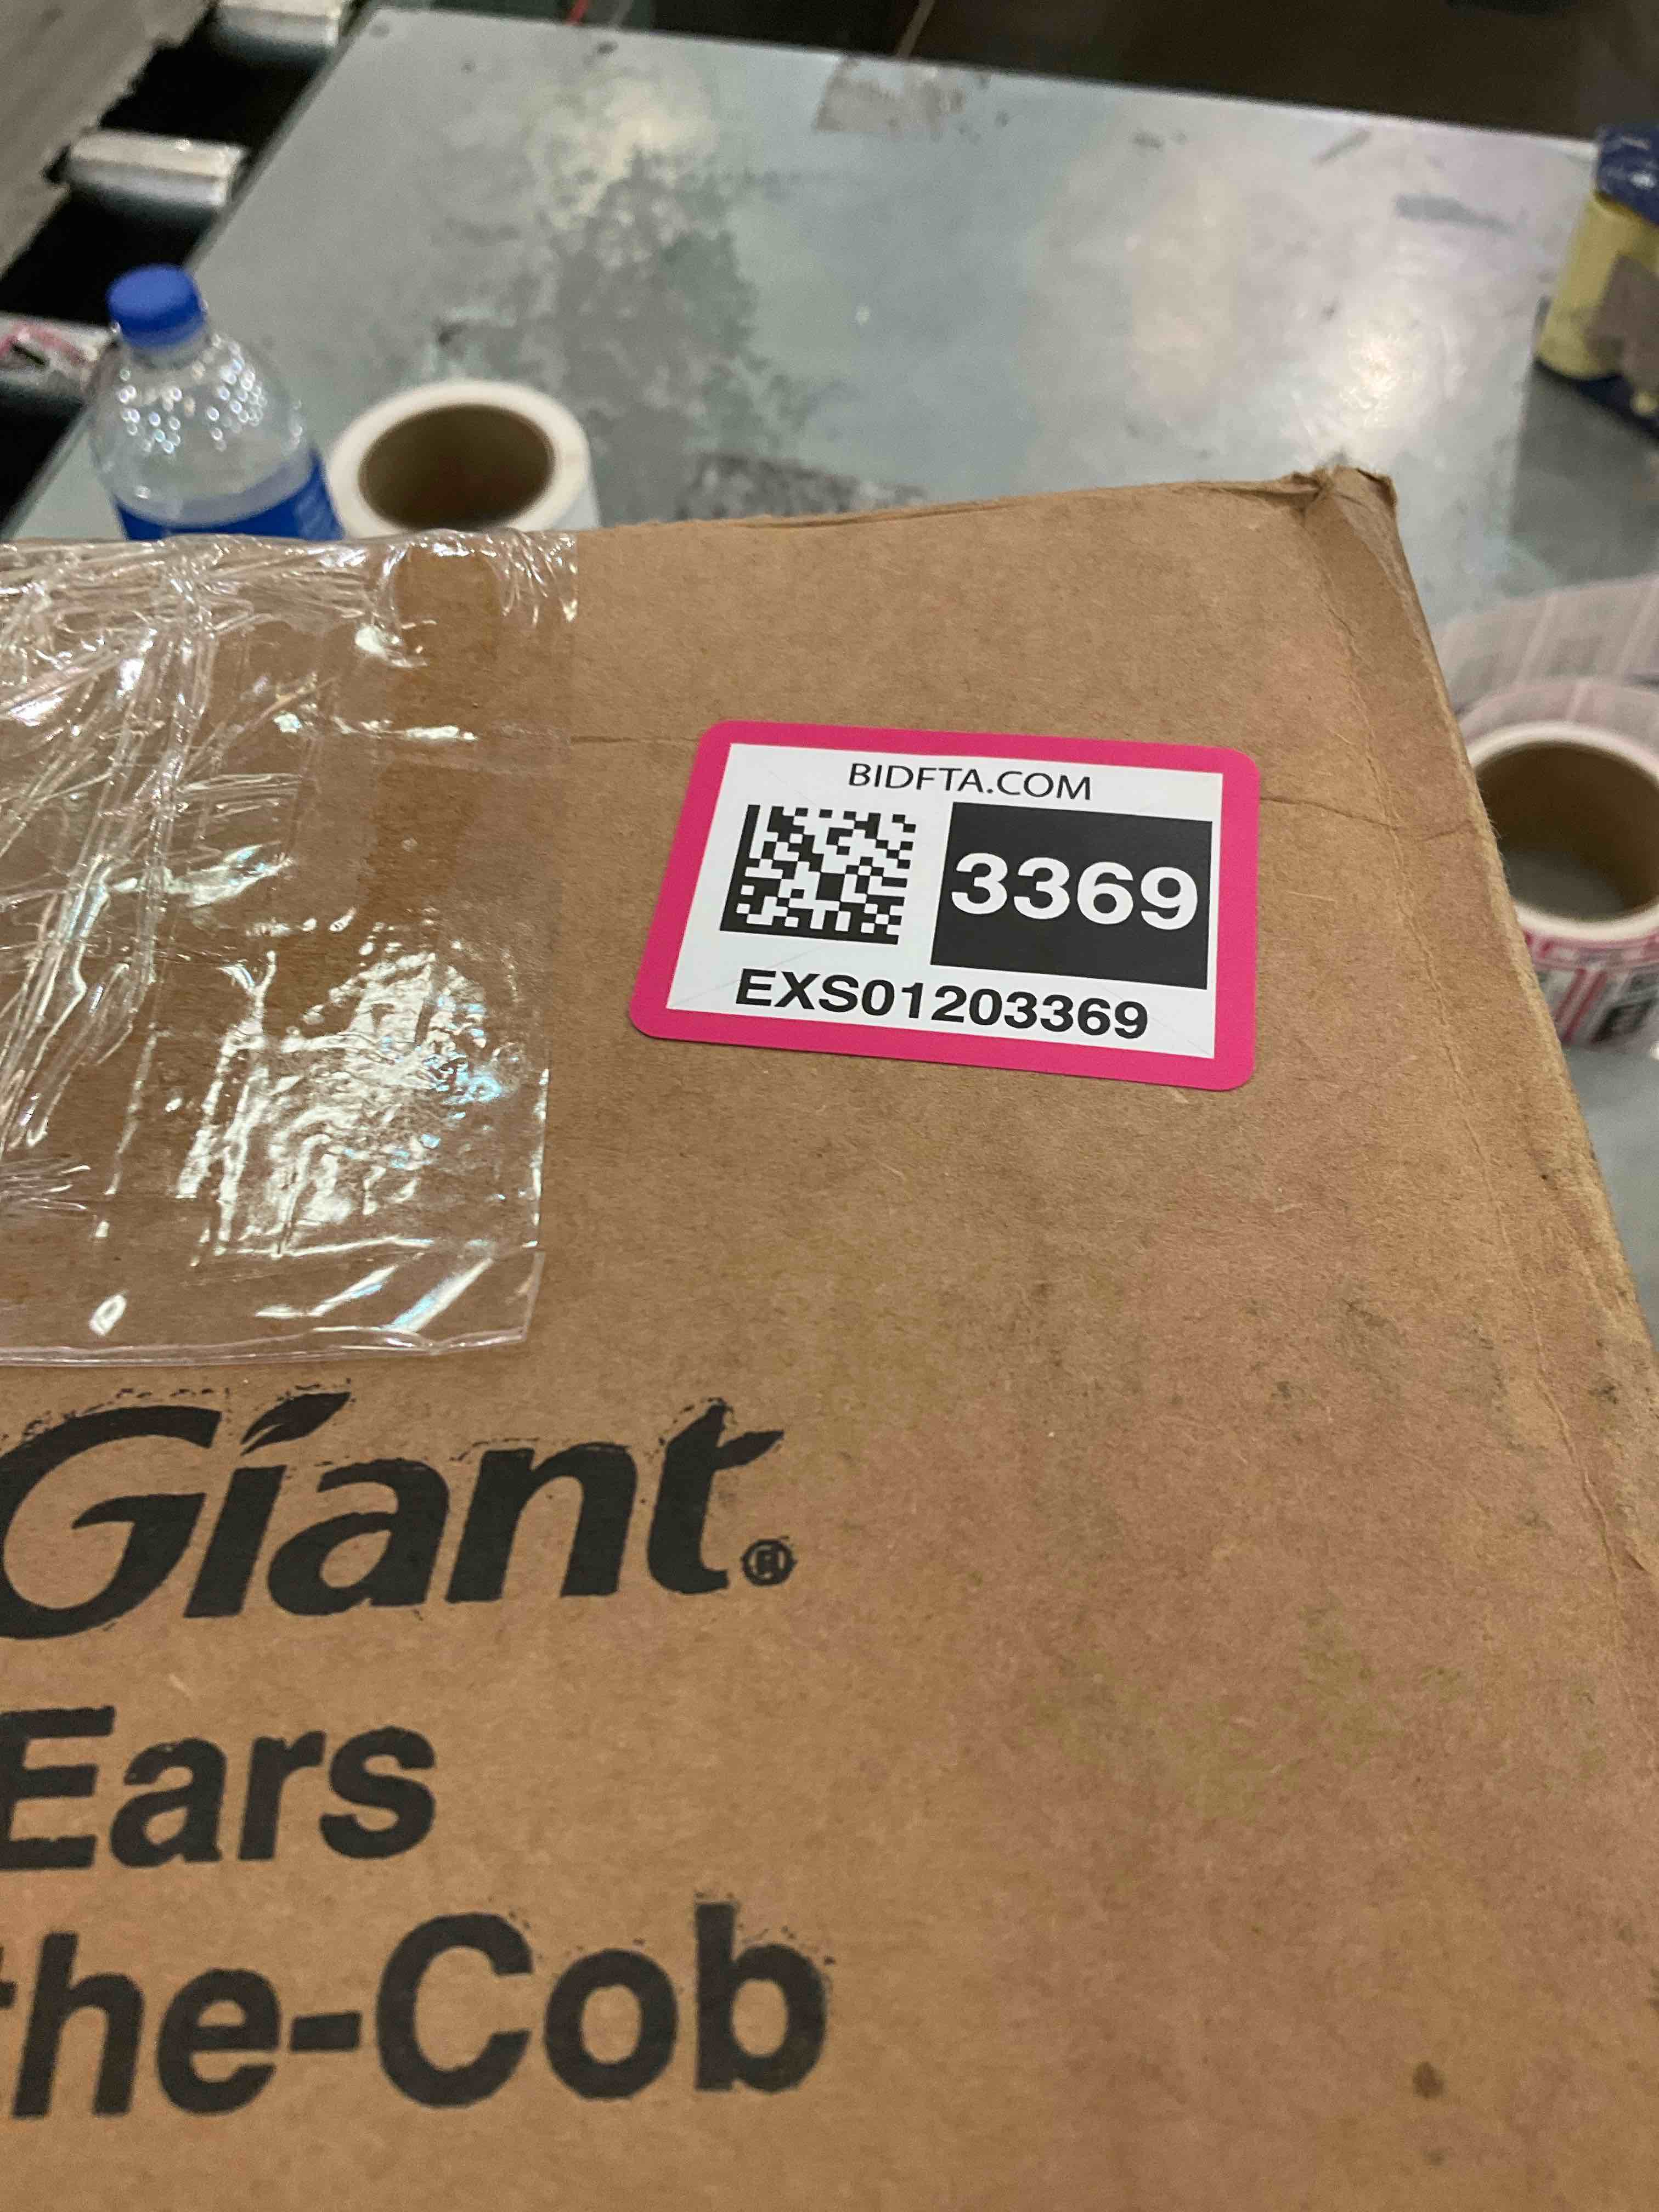 BIDFTA.COM
3369
EXS01203369
Giant®
Ears
the-Cob